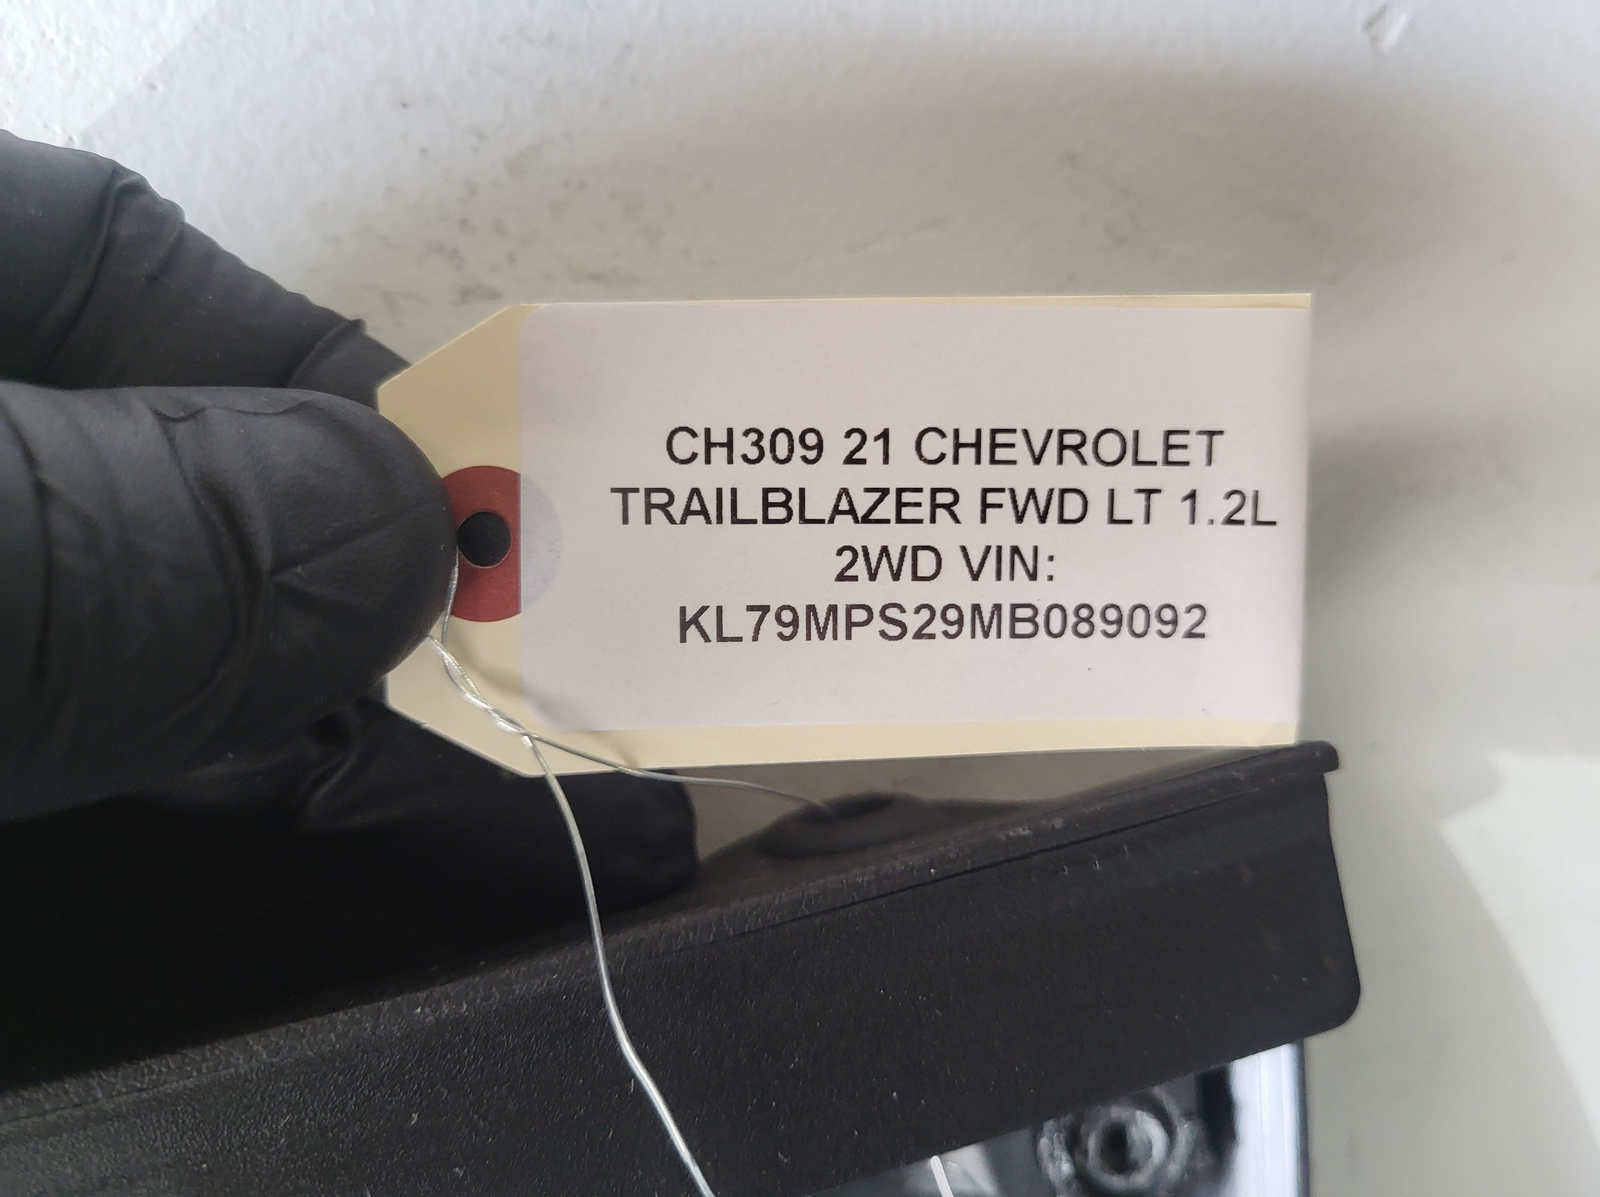 CH309 21 CHEVROLET
TRAILBLAZER FWD LT 1.2L
2WD VIN:
KL79MPS29MB089092